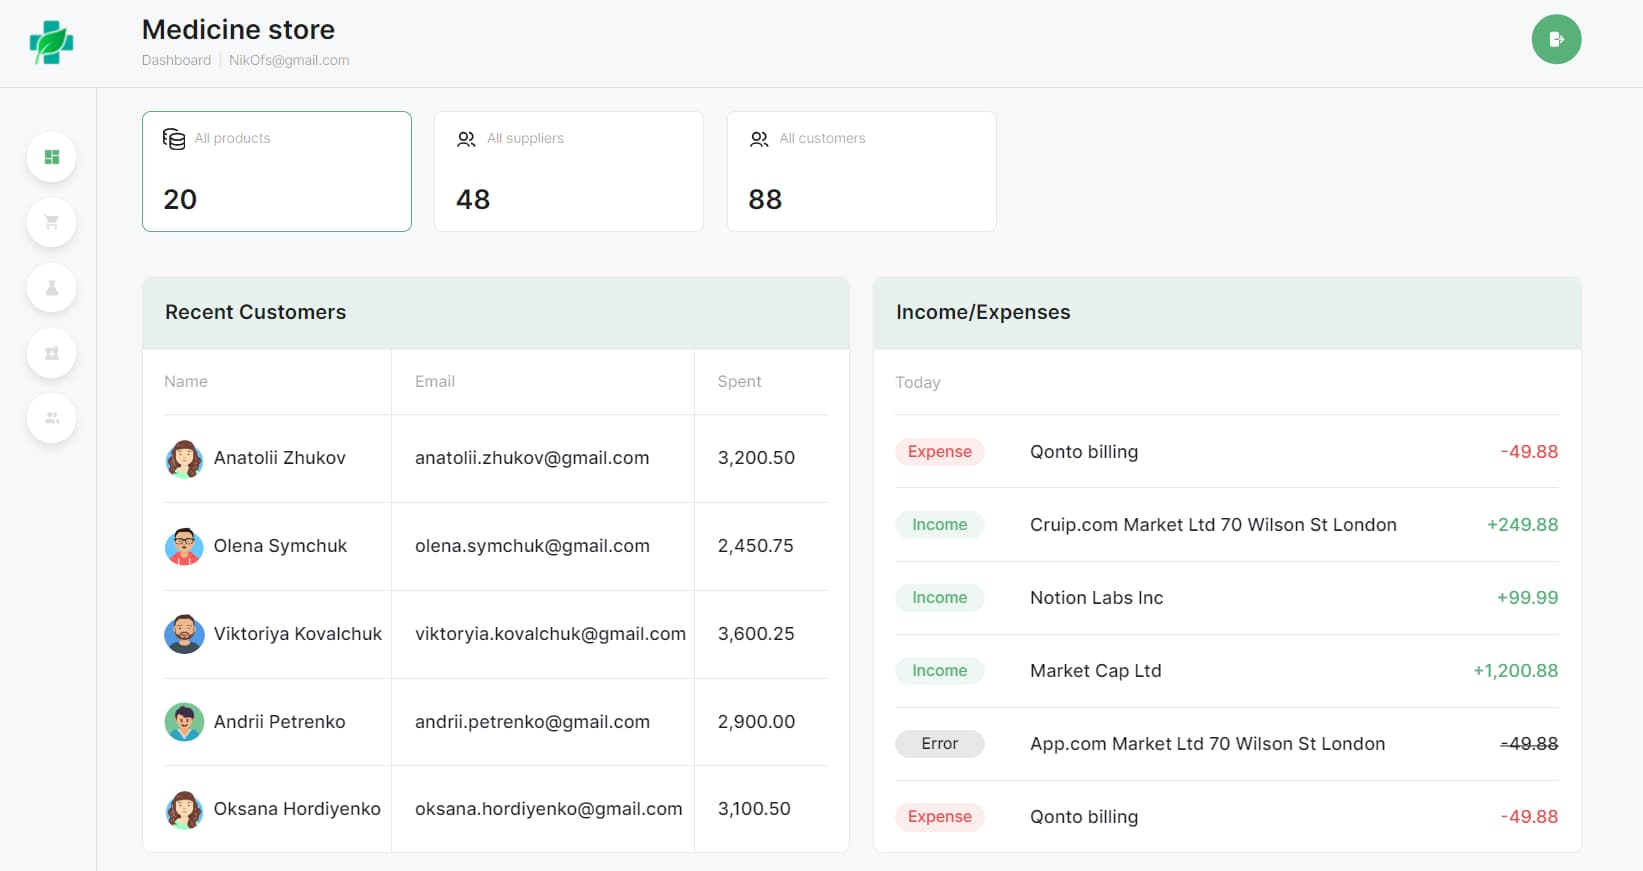 Medicine store
Dashboard NikOfs@gmail.com
All products
20
All suppliers
48
All customers
88
Recent Customers
Name Email Spent
Anatolii Zhukov anatolii.zhukov@gmail.com 3,200.50
Olena Symchuk olena.symchuk@gmail.com 2,450.75
Viktoriya Kovalchuk viktoryia.kovalchuk@gmail.com 3,600.25
Andrii Petrenko andrii.petrenko@gmail.com 2,900.00
Oksana Hordiyenko oksana.hordiyenko@gmail.com 3,100.50
Income/Expenses
Today
Expense Qonto billing -49.88
Income Cruip.com Market Ltd 70 Wilson St London +249.88
Income Notion Labs Inc +99.99
Income Market Cap Ltd +1,200.88
Error App.com Market Ltd 70 Wilson St London -49.88
Expense Qonto billing -49.88